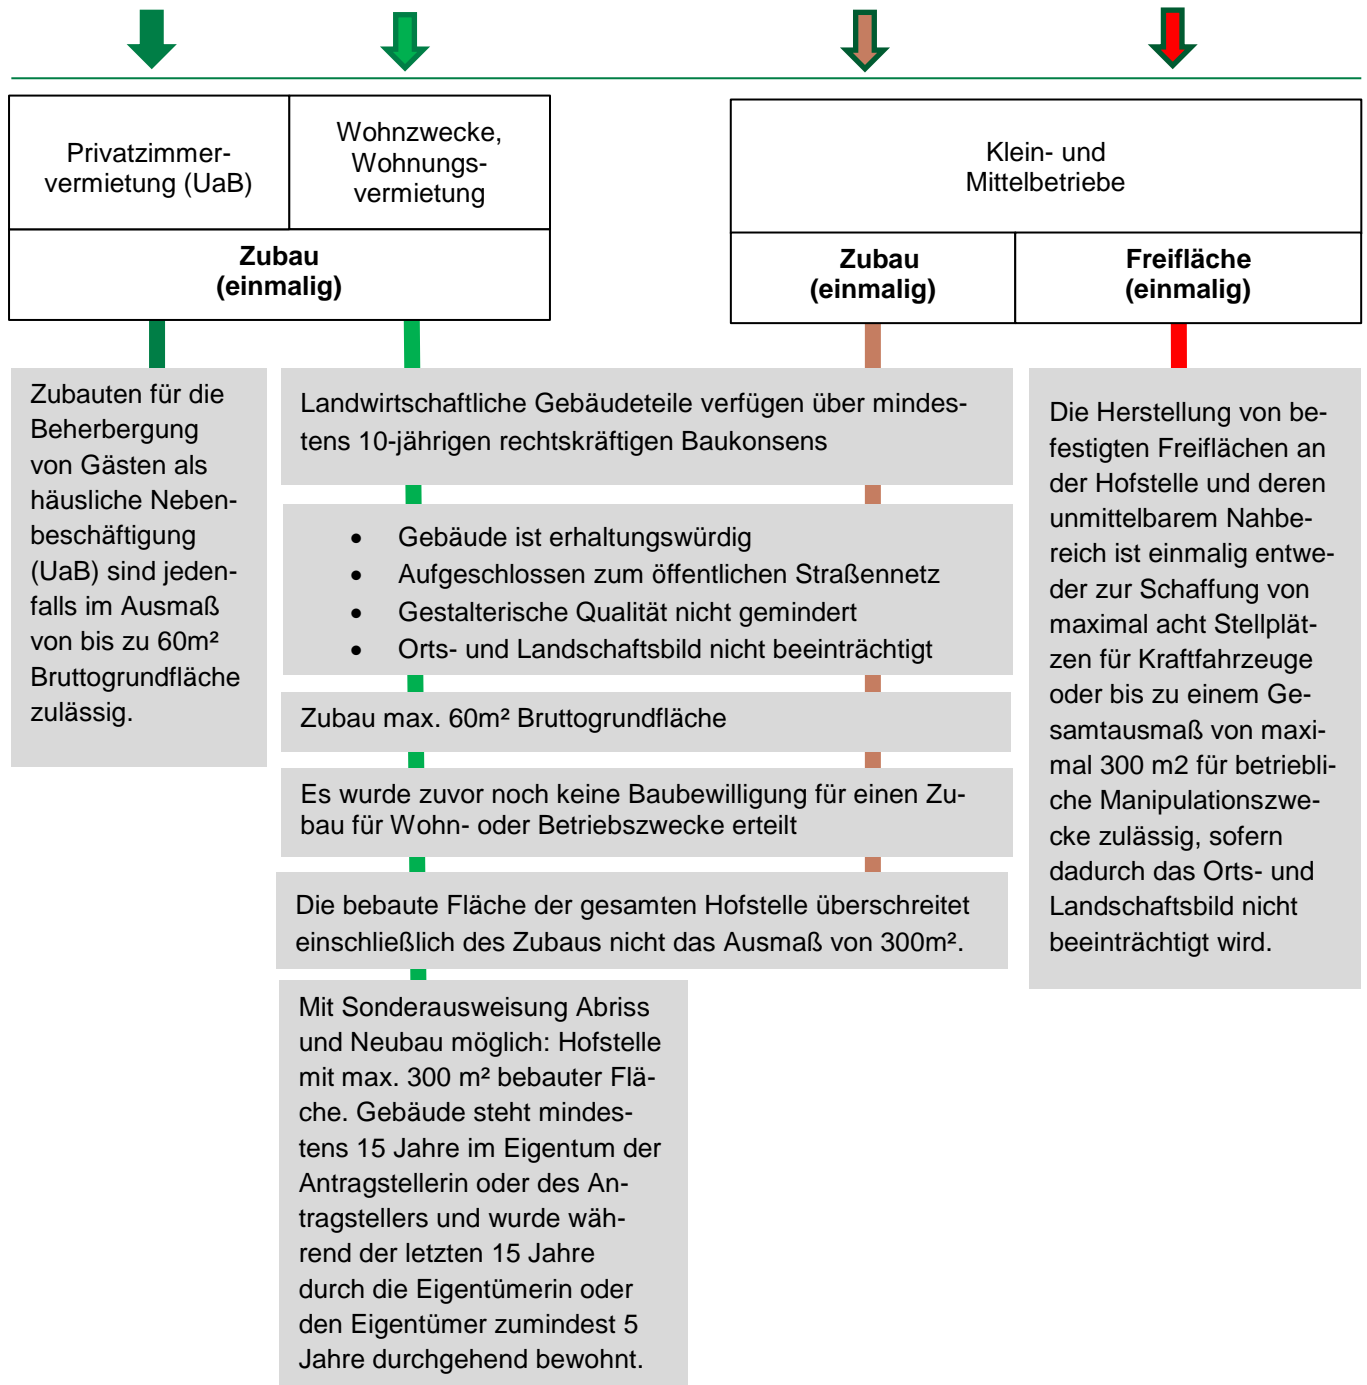 Privatzimmer-
vermietung (UaB)
Wohnzwecke,
Wohnungs-
vermietung
Zubau
(einmalig)
Klein- und
Mittelbetriebe
Zubau
(einmalig)
Freifläche
(einmalig)
Zubauten für die
Beherbergung
von Gästen als
häusliche Neben-
beschäftigung
(UaB) sind jeden-
falls im Ausmaß
von bis zu 60m²
Bruttogrundfläche
zulässig.
Landwirtschaftliche Gebäudeteile verfügen über mindes-
tens 10-jährigen rechtskräftigen Baukonsens
• Gebäude ist erhaltungswürdig
• Aufgeschlossen zum öffentlichen Straßennetz
• Gestalterische Qualität nicht gemindert
• Orts- und Landschaftsbild nicht beeinträchtigt
Zubau max. 60m² Bruttogrundfläche
Es wurde zuvor noch keine Baubewilligung für einen Zu-
bau für Wohn- oder Betriebszwecke erteilt
Die bebaute Fläche der gesamten Hofstelle überschreitet
einschließlich des Zubaus nicht das Ausmaß von 300m².
Mit Sonderausweisung Abriss
und Neubau möglich: Hofstelle
mit max. 300 m² bebauter Flä-
che. Gebäude steht mindes-
tens 15 Jahre im Eigentum der
Antragstellerin oder des An-
tragstellers und wurde wäh-
rend der letzten 15 Jahre
durch die Eigentümerin oder
den Eigentümer zumindest 5
Jahre durchgehend bewohnt.
Die Herstellung von be-
festigten Freiflächen an
der Hofstelle und deren
unmittelbarem Nahbe-
reich ist einmalig entwe-
der zur Schaffung von
maximal acht Stellplät-
zen für Kraftfahrzeuge
oder bis zu einem Ge-
samtausmaß von maxi-
mal 300 m2 für betriebli-
che Manipulationszwe-
cke zulässig, sofern
dadurch das Orts- und
Landschaftsbild nicht
beeinträchtigt wird.